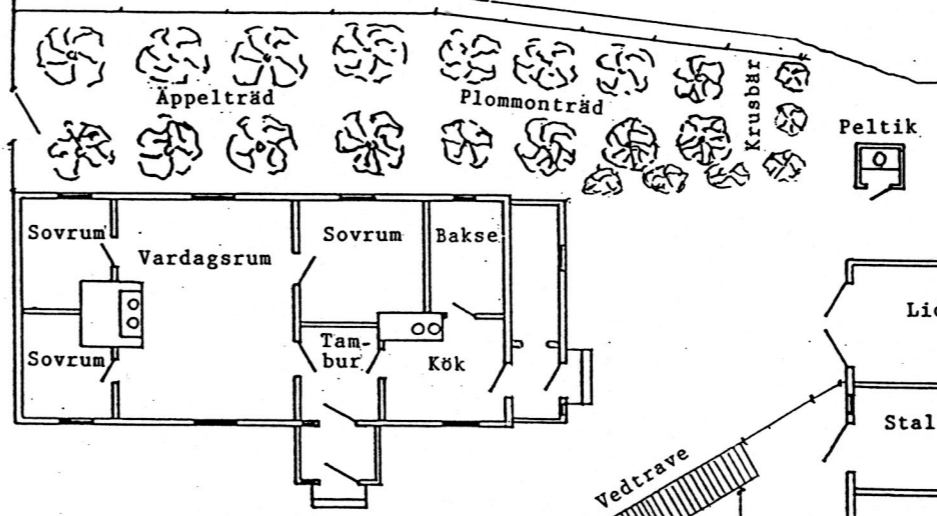 Äppelträd
Plommonträd
Krusbär
Peltik
Sovrum
Vardagsrum
Sovrum
Bakse
Sovrum
Tam-
bur
Kök
Vedtrave